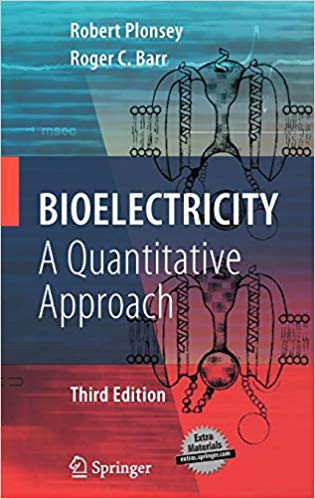 Robert Plonsey
Roger C. Barr
msec
BIOELECTRICITY
A Quantitative
Approach
Third Edition
Extra
Materials
extras.springer.com
Springer